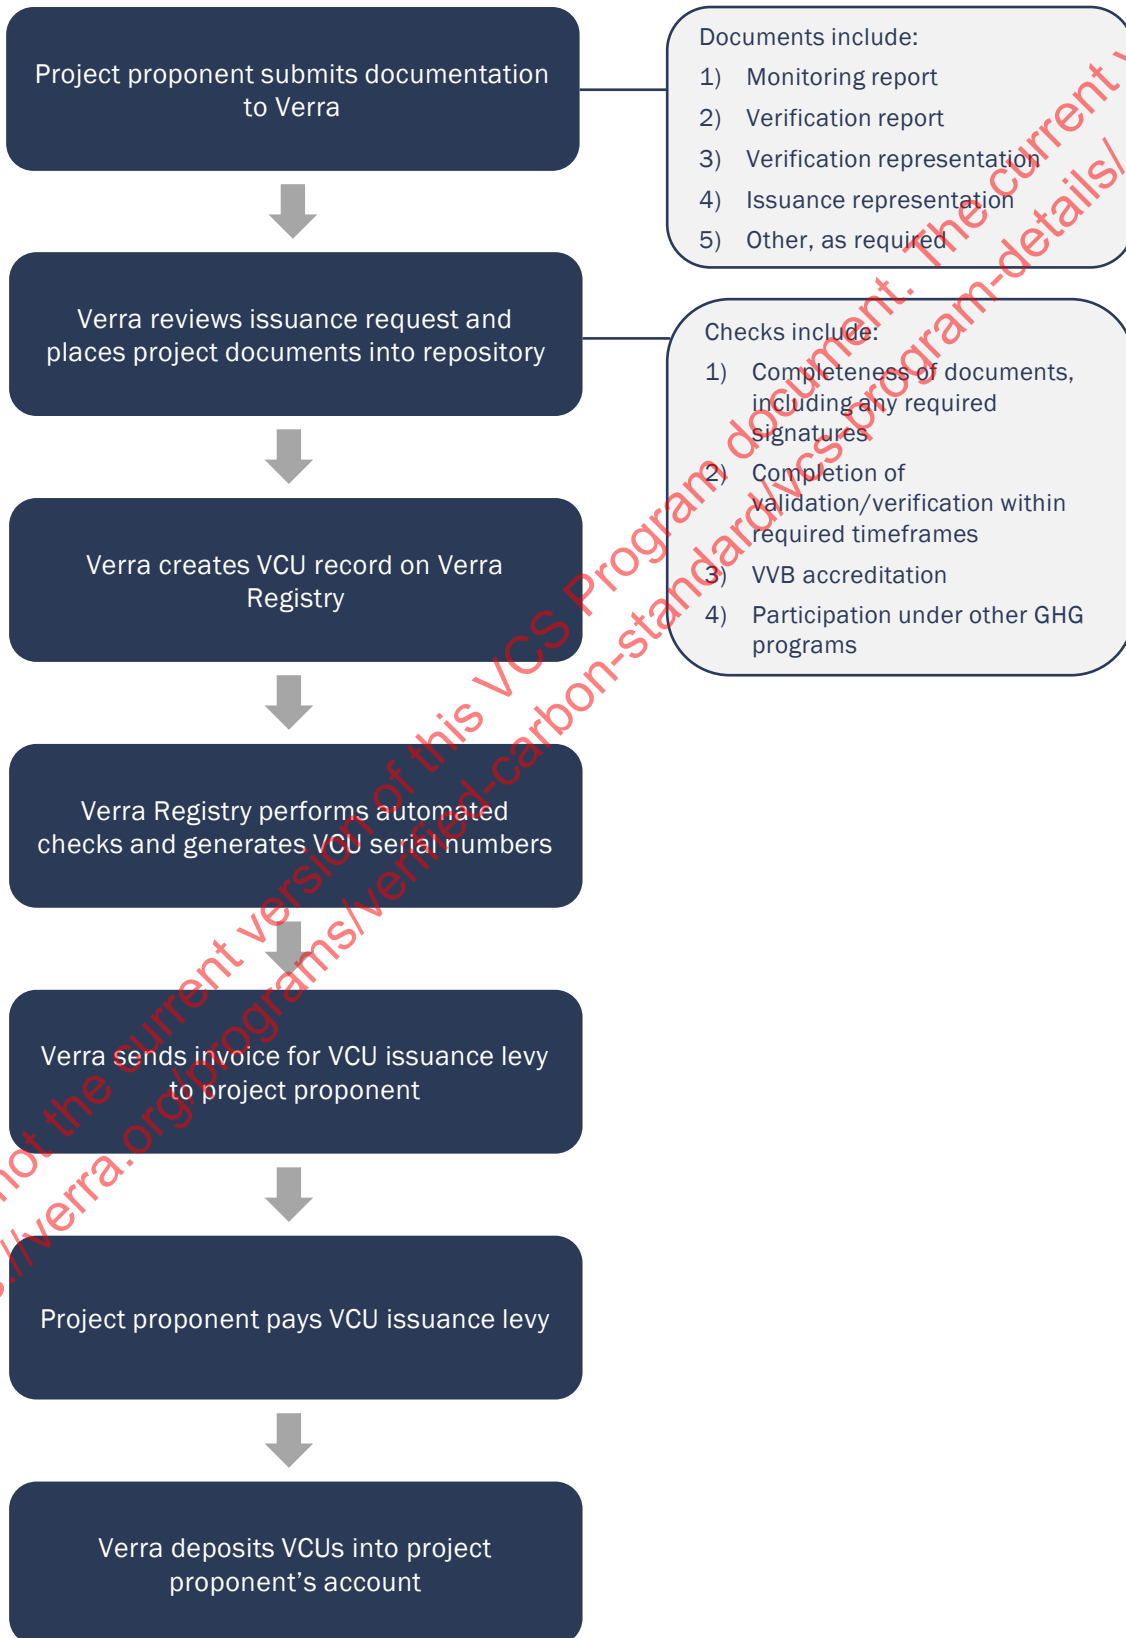 Project proponent submits documentation
to Verra
Documents include:
1) Monitoring report
2) Verification report
3) Verification representation
4) Issuance representation
5) Other, as required
Verra reviews issuance request and
places project documents into repository
Checks include:
1) Completeness of documents,
including any required
signatures
2) Completion of
validation/verification within
required timeframes
3) VVB accreditation
4) Participation under other GHG
programs
Verra creates VCU record on Verra
Registry
Verra Registry performs automated
checks and generates VCU serial numbers
Verra sends invoice for VCU issuance levy
to project proponent
Project proponent pays VCU issuance levy
Verra deposits VCUs into project
proponent’s account
not the current version of this VCS Program document. The current v
://verra.org/programs/verified-carbon-standard/vcs-program-details/.